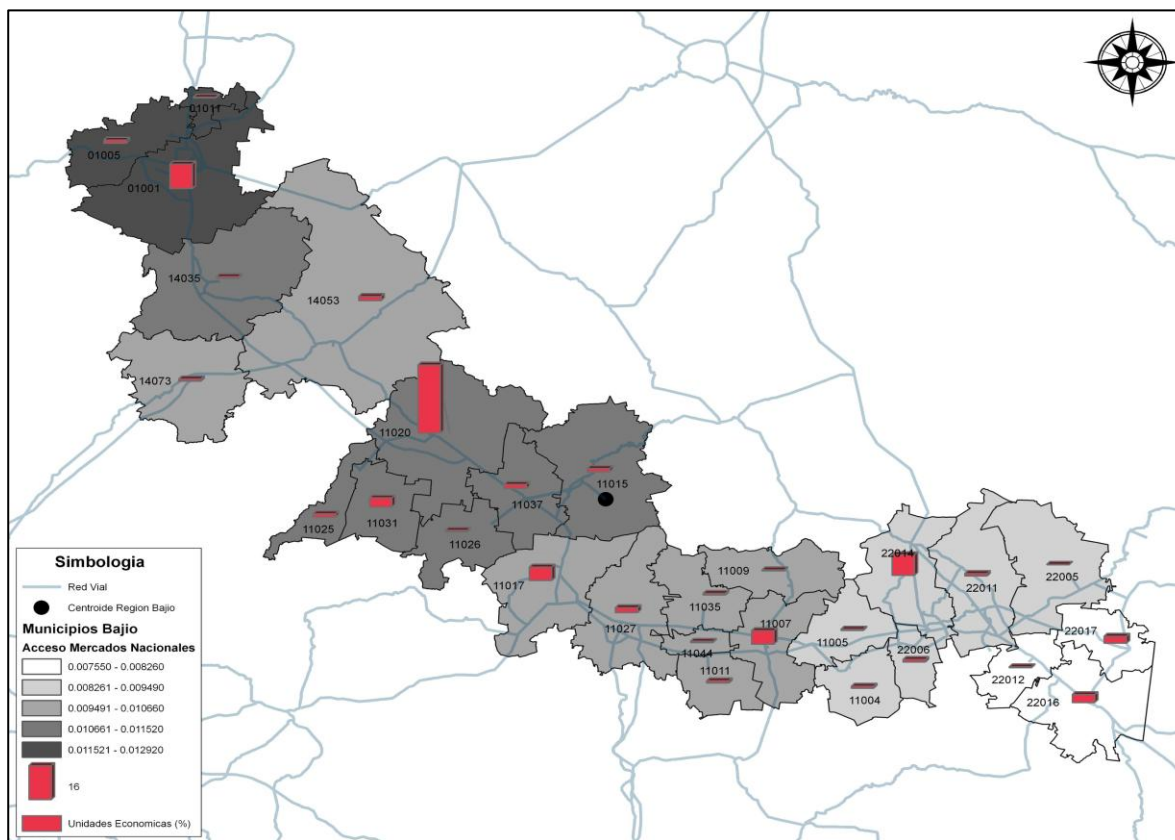 01011
01005
01001
14035
14053
14073
11020
11015
11037
11025
11031
11026
11017
11009
11035
11027
11007
11044
11011
11005
11004
22014
22011
22005
22006
22017
22012
22016
Simbologia
Red Vial
Centroide Region Bajio
Municipios Bajio
Acceso Mercados Nacionales
0.007550 - 0.008260
0.008261 - 0.009490
0.009491 - 0.010660
0.010661 - 0.011520
0.011521 - 0.012920
16
Unidades Economicas (%)